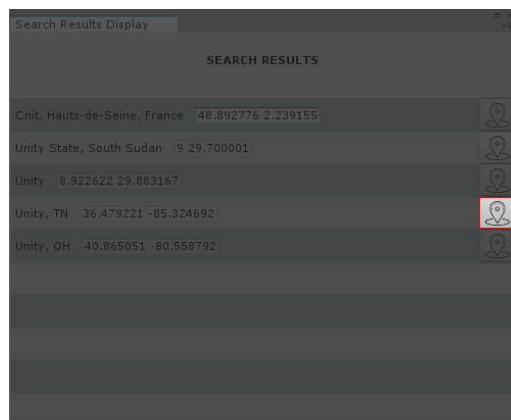 Search Results Display
SEARCH RESULTS
Cnit, Hauts-de-Seine, France 48.892776 2.239155
Unity State, South Sudan 9 29.700001
Unity 8.922622 29.883167
Unity, TN 36.479221 -85.324692
Unity, OH 40.865051 -80.558792